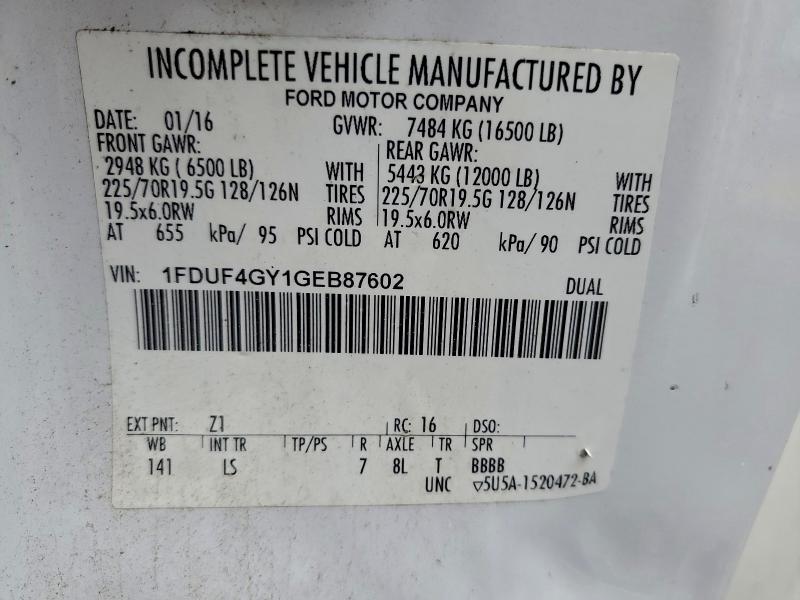 INCOMPLETE VEHICLE MANUFACTURED BY
FORD MOTOR COMPANY
DATE: 01/16 GVWR: 7484 KG (16500 LB)
FRONT GAWR: REAR GAWR:
2948 KG ( 6500 LB) WITH 5443 KG (12000 LB) WITH
225/70R19.5G 128/126N TIRES 225/70R19.5G 128/126N TIRES
19.5x6.0RW RIMS 19.5x6.0RW RIMS
AT 655 kPa/ 95 PSI COLD AT 620 kPa/ 90 PSI COLD
VIN: 1FDUF4GY1GEB87602 DUAL
EXT PNT: Z1 RC: 16 DSO:
WB INT TR TP/PS R AXLE TR SPR
141 LS 7 8L T BBBB
UNC ▽5U5A-1520472-BA